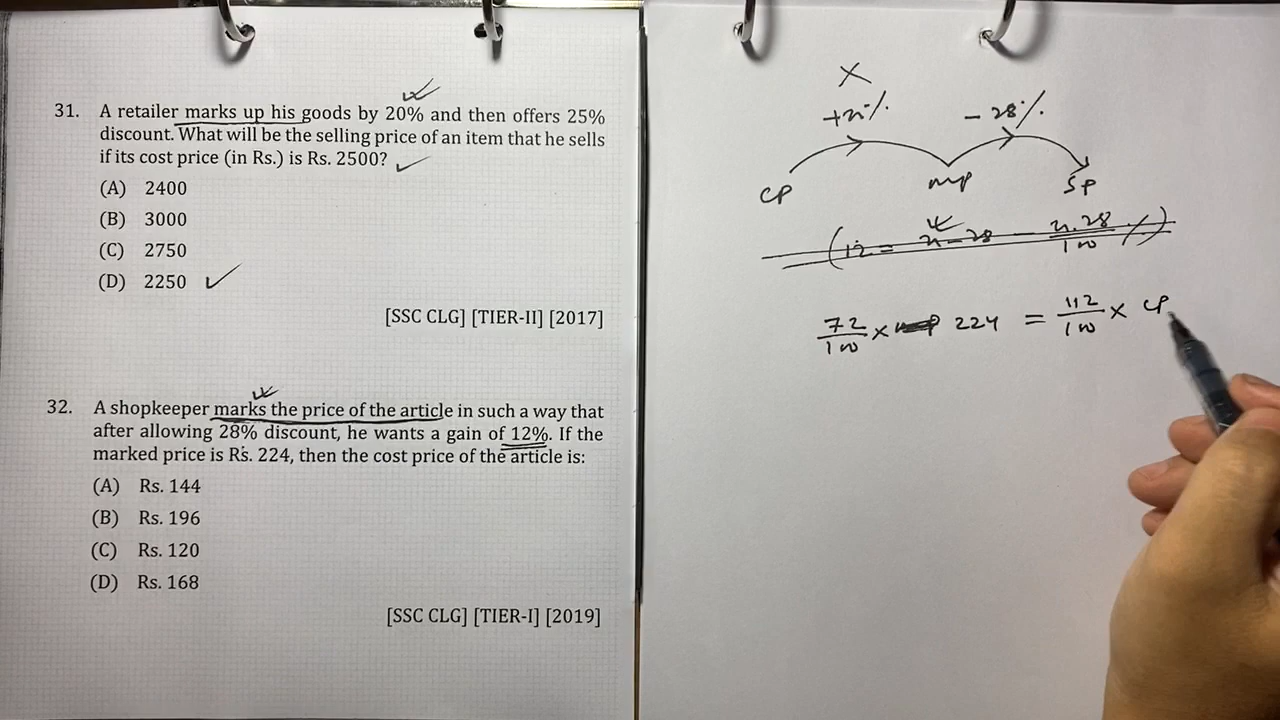 31. A retailer marks up his goods by 20% and then offers 25%
discount. What will be the selling price of an item that he sells
if its cost price (in Rs.) is Rs. 2500?
(A) 2400
(B) 3000
(C) 2750
(D) 2250
[SSC CLG] [TIER-II] [2017]
32. A shopkeeper marks the price of the article in such a way that
after allowing 28% discount, he wants a gain of 12%. If the
marked price is Rs. 224, then the cost price of the article is:
(A) Rs. 144
(B) Rs. 196
(C) Rs. 120
(D) Rs. 168
[SSC CLG] [TIER-I] [2019]
- 28%
CP MP SP
72/100 × 224 = 112/100 × CP